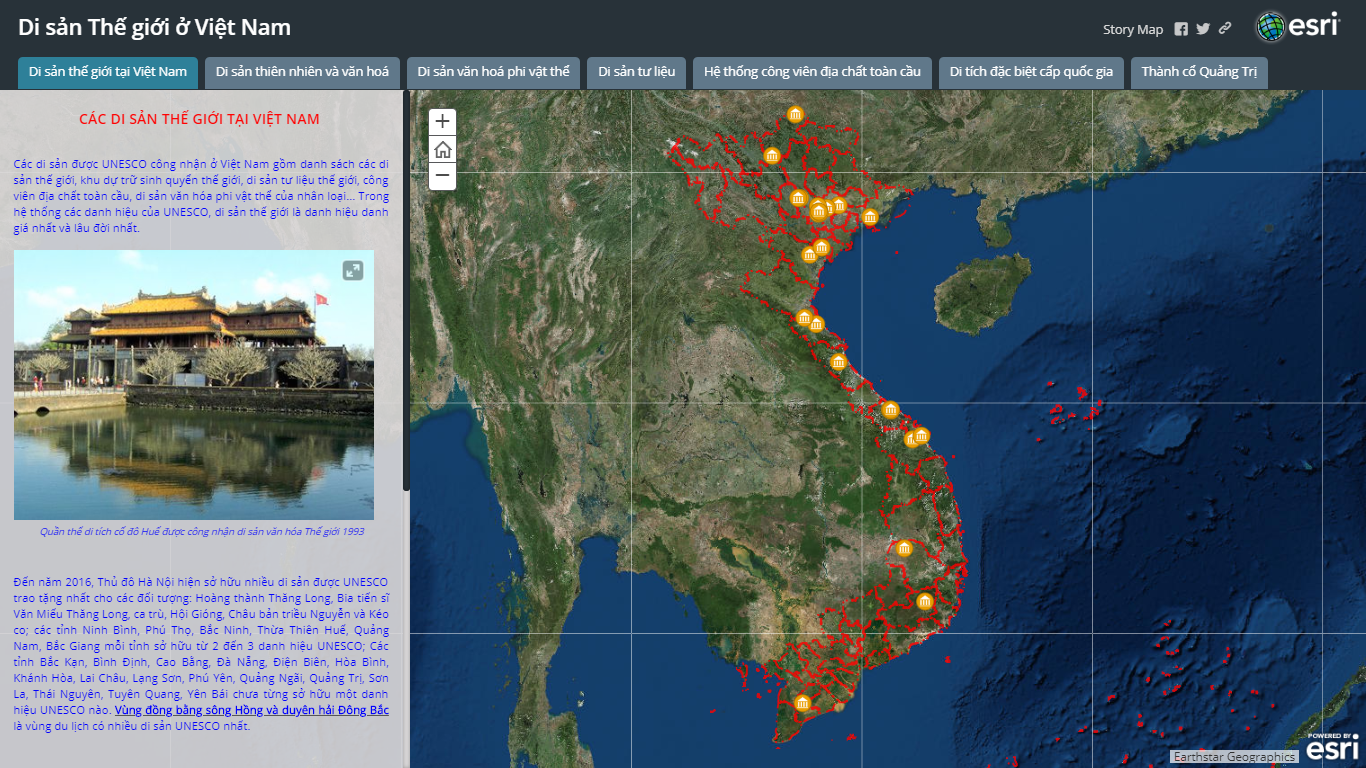 Di sản Thế giới ở Việt Nam
Story Map
esri
Di sản thế giới tại Việt Nam
Di sản thiên nhiên và văn hoá
Di sản văn hoá phi vật thể
Di sản tư liệu
Hệ thống công viên địa chất toàn cầu
Di tích đặc biệt cấp quốc gia
Thành cổ Quảng Trị
CÁC DI SẢN THẾ GIỚI TẠI VIỆT NAM
Các di sản được UNESCO công nhận ở Việt Nam gồm danh sách các di
sản thế giới, khu dự trữ sinh quyển thế giới, di sản tư liệu thế giới, công
viên địa chất toàn cầu, di sản văn hóa phi vật thể của nhân loại... Trong
hệ thống các danh hiệu của UNESCO, di sản thế giới là danh hiệu danh
giá nhất và lâu đời nhất.
Quần thể di tích cố đô Huế được công nhận di sản văn hóa Thế giới 1993
Đến năm 2016, Thủ đô Hà Nội hiện sở hữu nhiều di sản được UNESCO
trao tặng nhất cho các đối tượng: Hoàng thành Thăng Long, Bia tiến sĩ
Văn Miếu Thăng Long, ca trù, Hội Gióng, Châu bản triều Nguyễn và Kéo
co; các tỉnh Ninh Bình, Phú Thọ, Bắc Ninh, Thừa Thiên Huế, Quảng
Nam, Bắc Giang mỗi tỉnh sở hữu từ 2 đến 3 danh hiệu UNESCO; Các
tỉnh Bắc Kạn, Bình Định, Cao Bằng, Đà Nẵng, Điện Biên, Hòa Bình,
Khánh Hòa, Lai Châu, Lạng Sơn, Phú Yên, Quảng Ngãi, Quảng Trị, Sơn
La, Thái Nguyên, Tuyên Quang, Yên Bái chưa từng sở hữu một danh
hiệu UNESCO nào. Vùng đồng bằng sông Hồng và duyên hải Đông Bắc
là vùng du lịch có nhiều di sản UNESCO nhất.
POWERED BY
esri
Earthstar Geographics